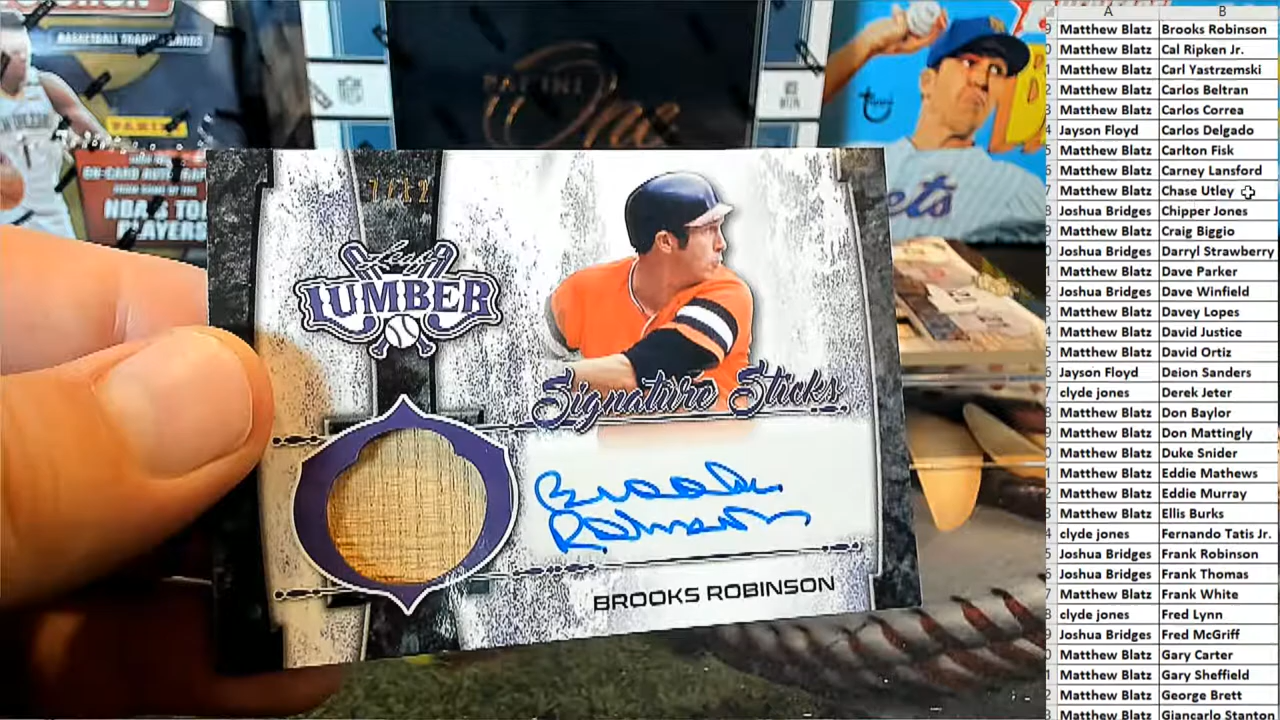 BASKETBALL TRADING CARDS
PANINI
ON-CARD AUTO
NBA'S TO
PLAYERS
PANINI
One
NFL
ets
7/12
Leaf
LUMBER
Signature Sticks
Brooks
Robinson
BROOKS ROBINSON
A B
Matthew Blatz Brooks Robinson
Matthew Blatz Cal Ripken Jr.
Matthew Blatz Carl Yastrzemski
Matthew Blatz Carlos Beltran
Matthew Blatz Carlos Correa
Jayson Floyd Carlos Delgado
Matthew Blatz Carlton Fisk
Matthew Blatz Carney Lansford
Matthew Blatz Chase Utley
Joshua Bridges Chipper Jones
Matthew Blatz Craig Biggio
Joshua Bridges Darryl Strawberry
Matthew Blatz Dave Parker
Joshua Bridges Dave Winfield
Matthew Blatz Davey Lopes
Matthew Blatz David Justice
Matthew Blatz David Ortiz
Jayson Floyd Deion Sanders
clyde jones Derek Jeter
Matthew Blatz Don Baylor
Matthew Blatz Don Mattingly
Matthew Blatz Duke Snider
Matthew Blatz Eddie Mathews
Matthew Blatz Eddie Murray
Matthew Blatz Ellis Burks
clyde jones Fernando Tatis Jr.
Joshua Bridges Frank Robinson
Joshua Bridges Frank Thomas
Matthew Blatz Frank White
clyde jones Fred Lynn
Joshua Bridges Fred McGriff
Matthew Blatz Gary Carter
Matthew Blatz Gary Sheffield
Matthew Blatz George Brett
Matthew Blatz Giancarlo Stanton